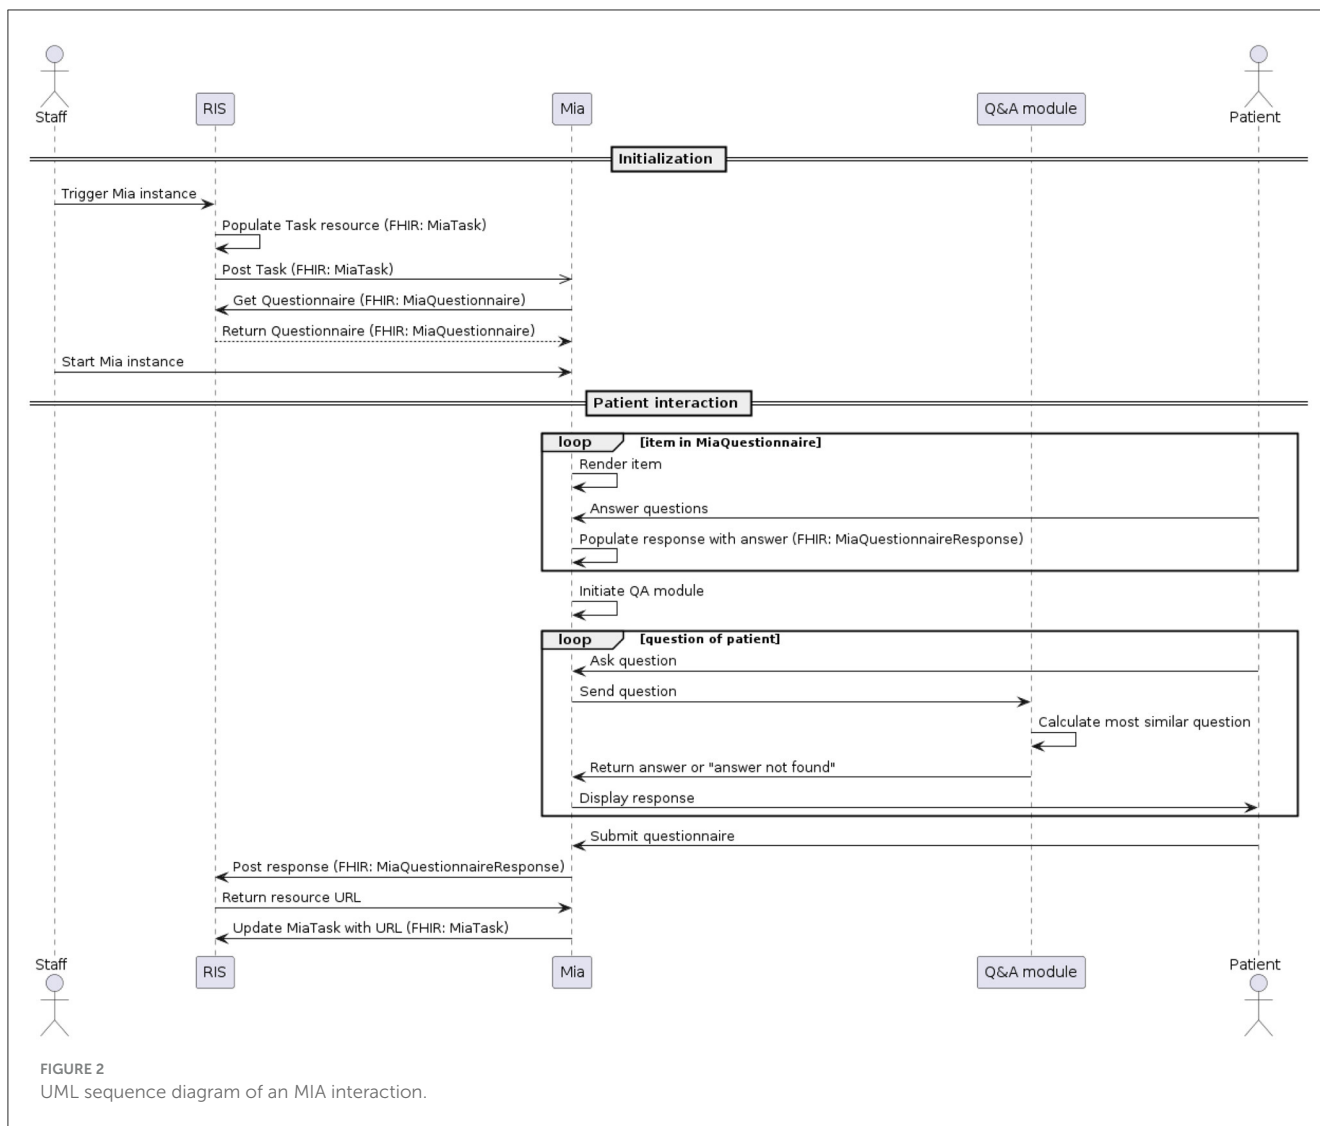 Staff
RIS
Mia
Q&A module
Patient
Initialization
Trigger Mia instance
Populate Task resource (FHIR: MiaTask)
Post Task (FHIR: MiaTask)
Get Questionnaire (FHIR: MiaQuestionnaire)
Return Questionnaire (FHIR: MiaQuestionnaire)
Start Mia instance
Patient interaction
loop [item in MiaQuestionnaire]
Render item
Answer questions
Populate response with answer (FHIR: MiaQuestionnaireResponse)
Initiate QA module
loop [question of patient]
Ask question
Send question
Calculate most similar question
Return answer or "answer not found"
Display response
Submit questionnaire
Post response (FHIR: MiaQuestionnaireResponse)
Return resource URL
Update MiaTask with URL (FHIR: MiaTask)
Staff
RIS
Mia
Q&A module
Patient
FIGURE 2
UML sequence diagram of an MIA interaction.